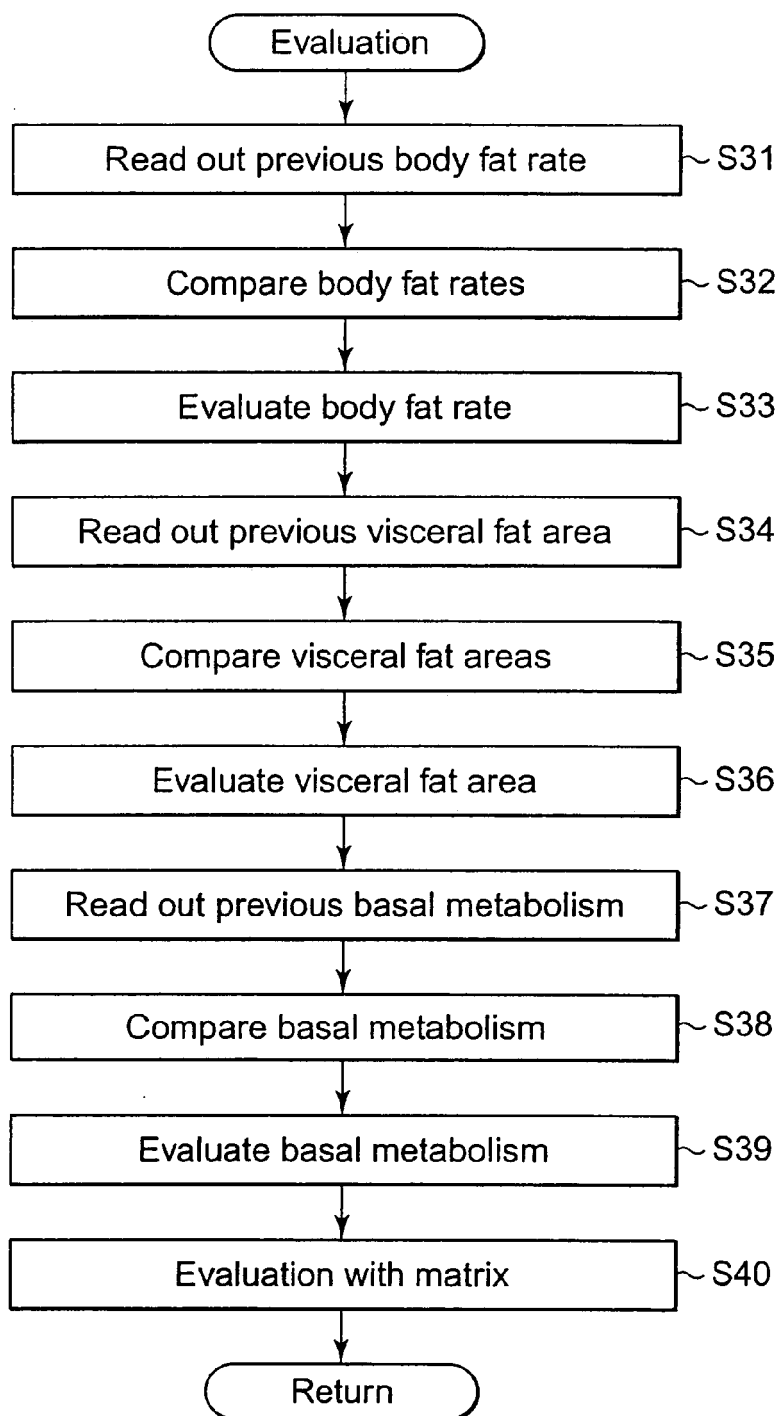 Evaluation
Read out previous body fat rate S31
Compare body fat rates S32
Evaluate body fat rate S33
Read out previous visceral fat area S34
Compare visceral fat areas S35
Evaluate visceral fat area S36
Read out previous basal metabolism S37
Compare basal metabolism S38
Evaluate basal metabolism S39
Evaluation with matrix S40
Return